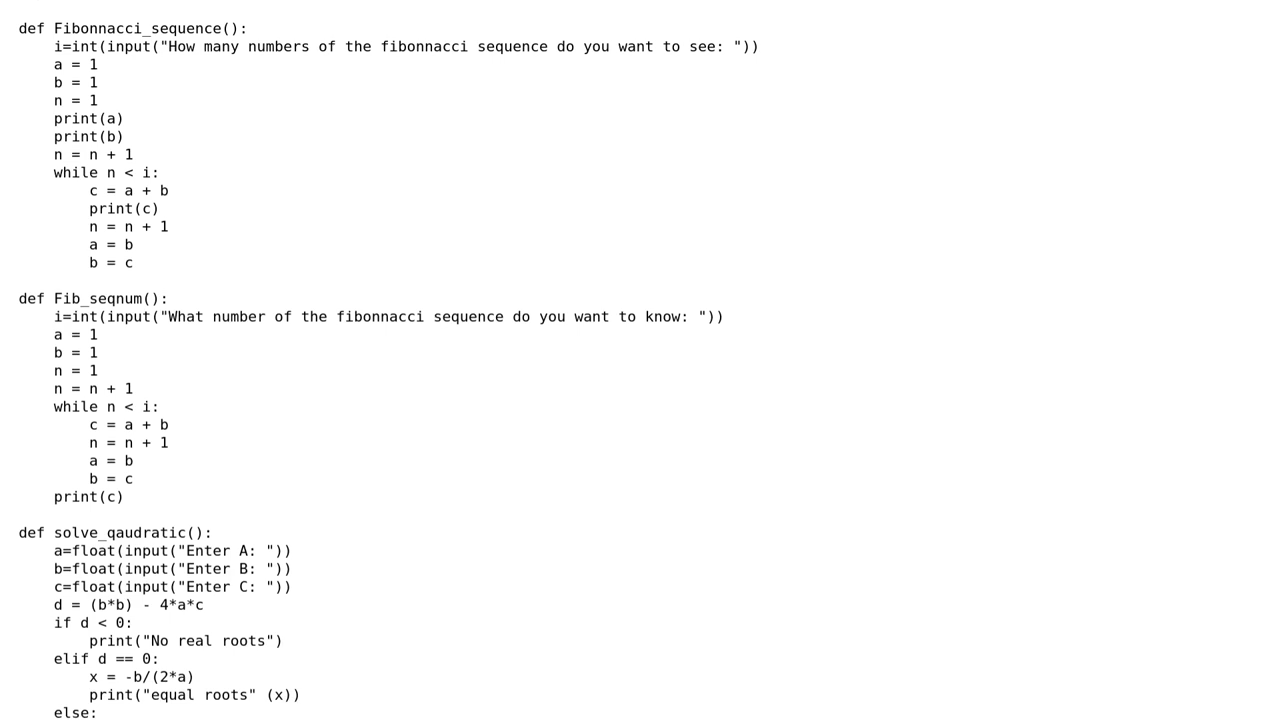 def Fibonnacci_sequence():
    i=int(input("How many numbers of the fibonnacci sequence do you want to see: "))
    a = 1
    b = 1
    n = 1
    print(a)
    print(b)
    n = n + 1
    while n < i:
        c = a + b
        print(c)
        n = n + 1
        a = b
        b = c

def Fib_seqnum():
    i=int(input("What number of the fibonnacci sequence do you want to know: "))
    a = 1
    b = 1
    n = 1
    n = n + 1
    while n < i:
        c = a + b
        n = n + 1
        a = b
        b = c
    print(c)

def solve_qaudratic():
    a=float(input("Enter A: "))
    b=float(input("Enter B: "))
    c=float(input("Enter C: "))
    d = (b*b) - 4*a*c
    if d < 0:
        print("No real roots")
    elif d == 0:
        x = -b/(2*a)
        print("equal roots" (x))
    else: